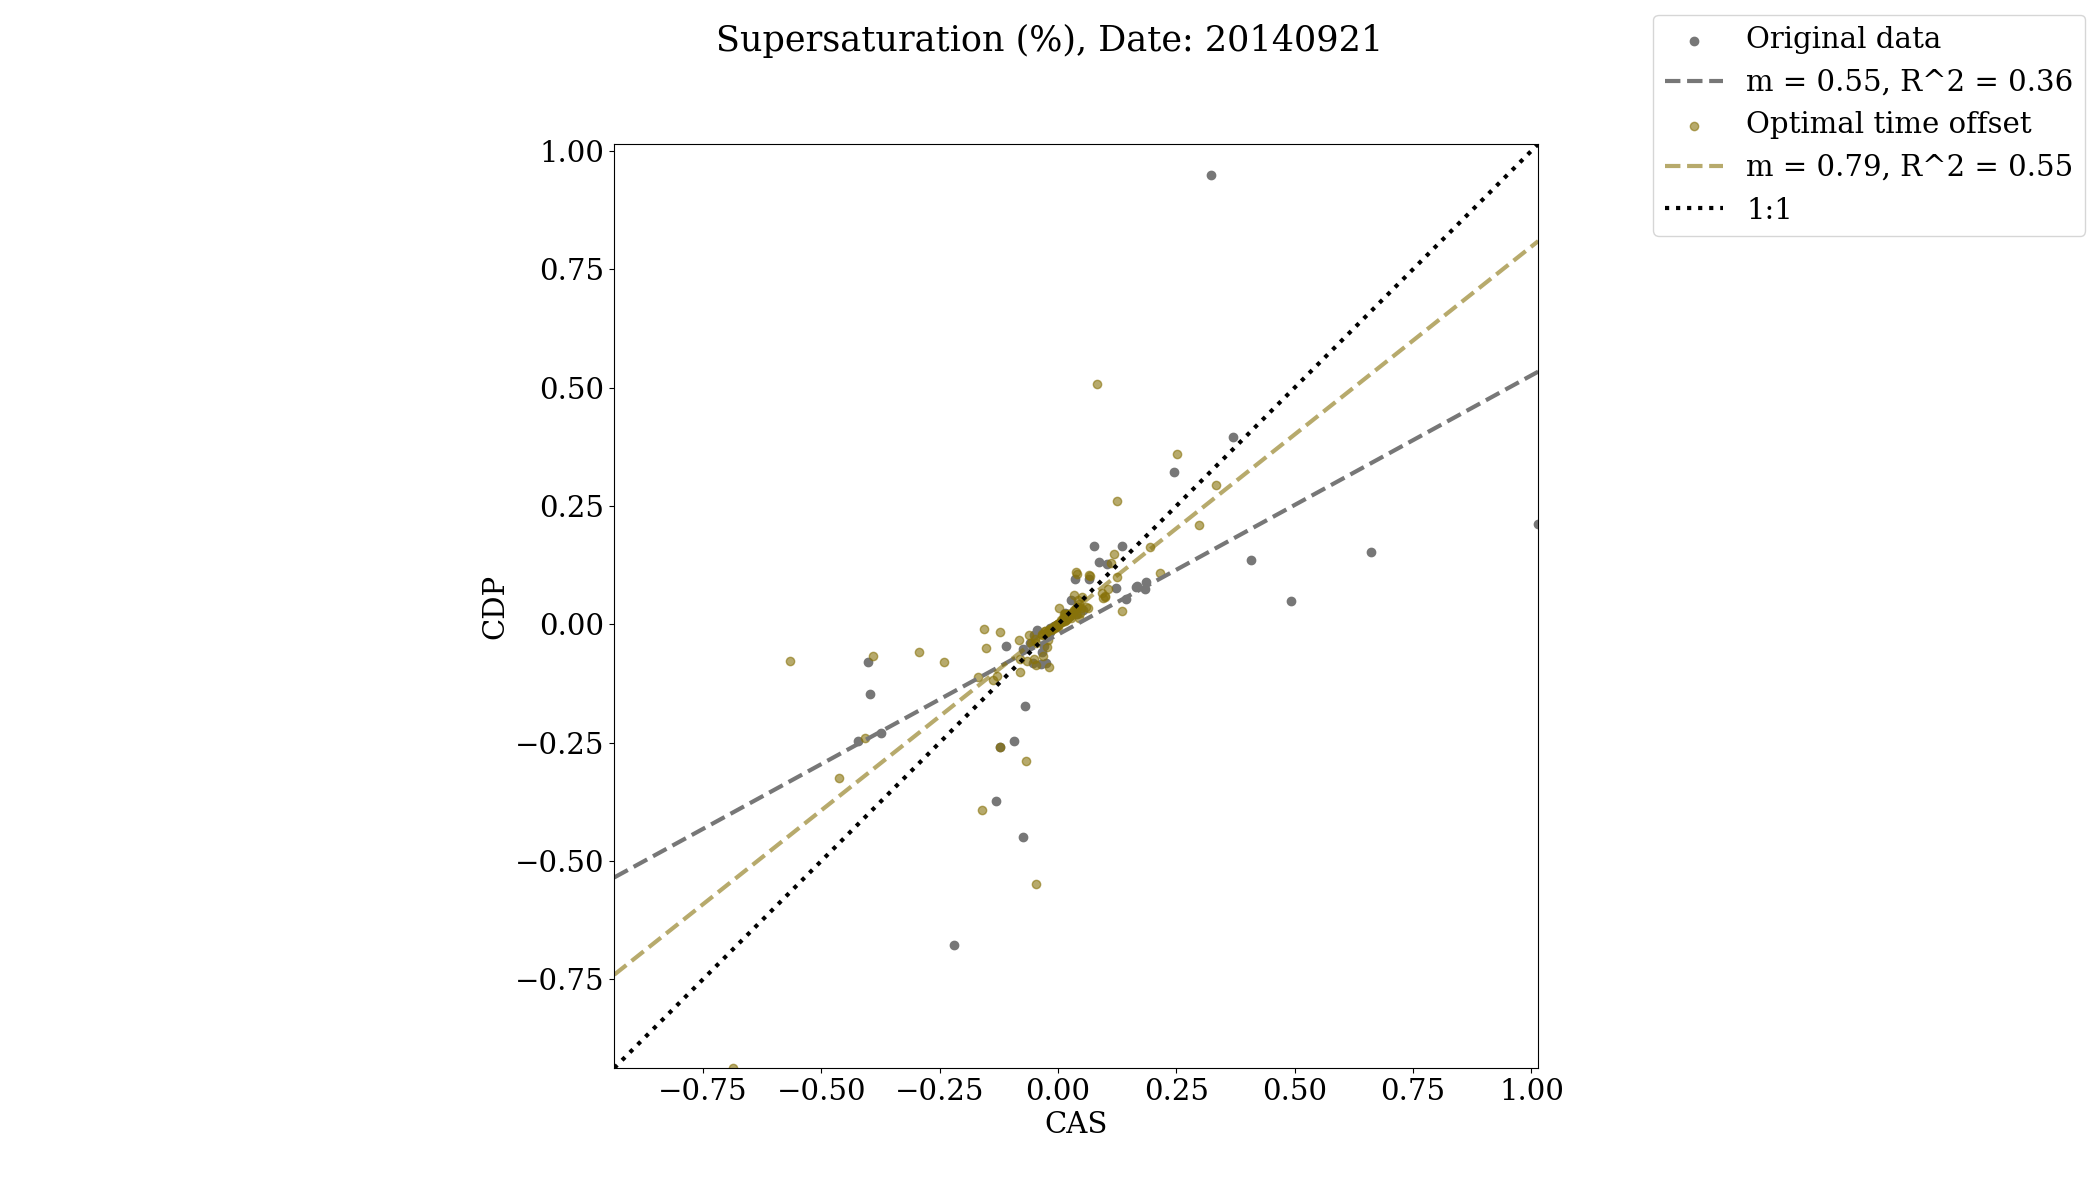 Supersaturation (%), Date: 20140921
Original data
m = 0.55, R^2 = 0.36
Optimal time offset
m = 0.79, R^2 = 0.55
1:1
1.00
0.75
0.50
0.25
0.00
−0.25
−0.50
−0.75
CDP
−0.75 −0.50 −0.25 0.00 0.25 0.50 0.75 1.00
CAS